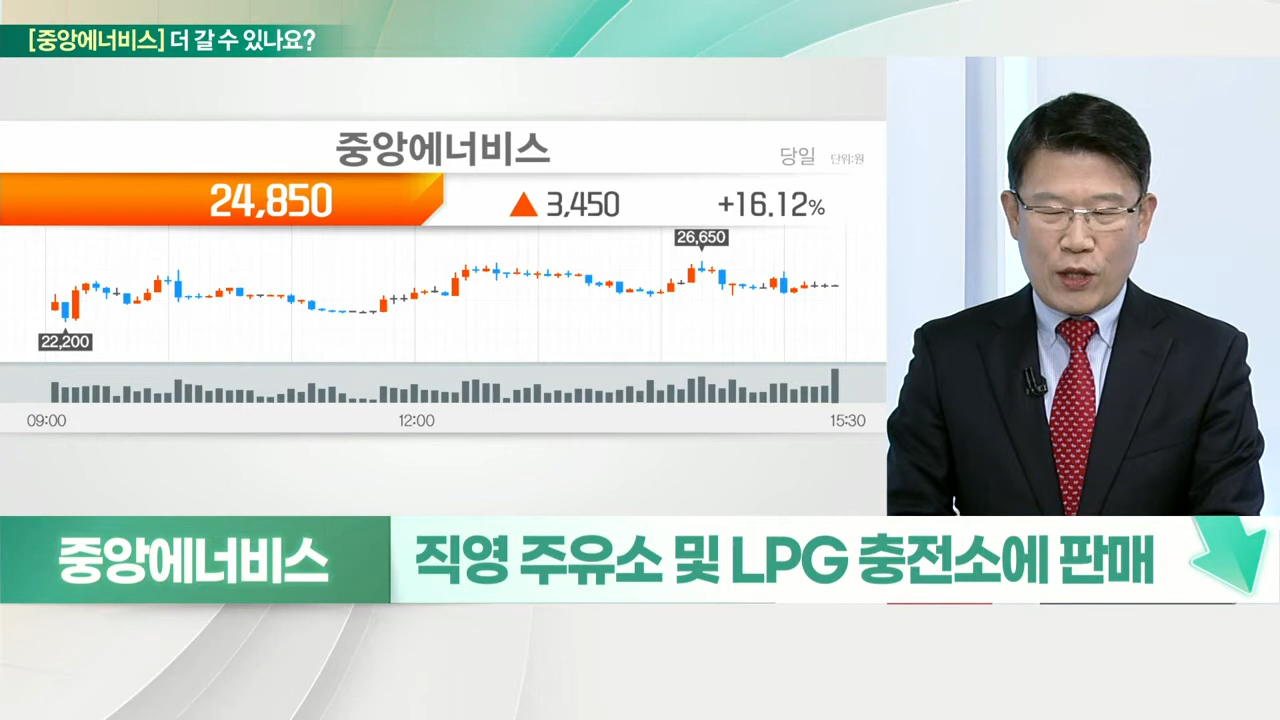 [중앙에너비스] 더 갈 수 있나요?
중앙에너비스
당일 단위:원
24,850 ▲ 3,450 +16.12%
26,650
22,200
09:00 12:00 15:30
중앙에너비스 직영 주유소 및 LPG 충전소에 판매